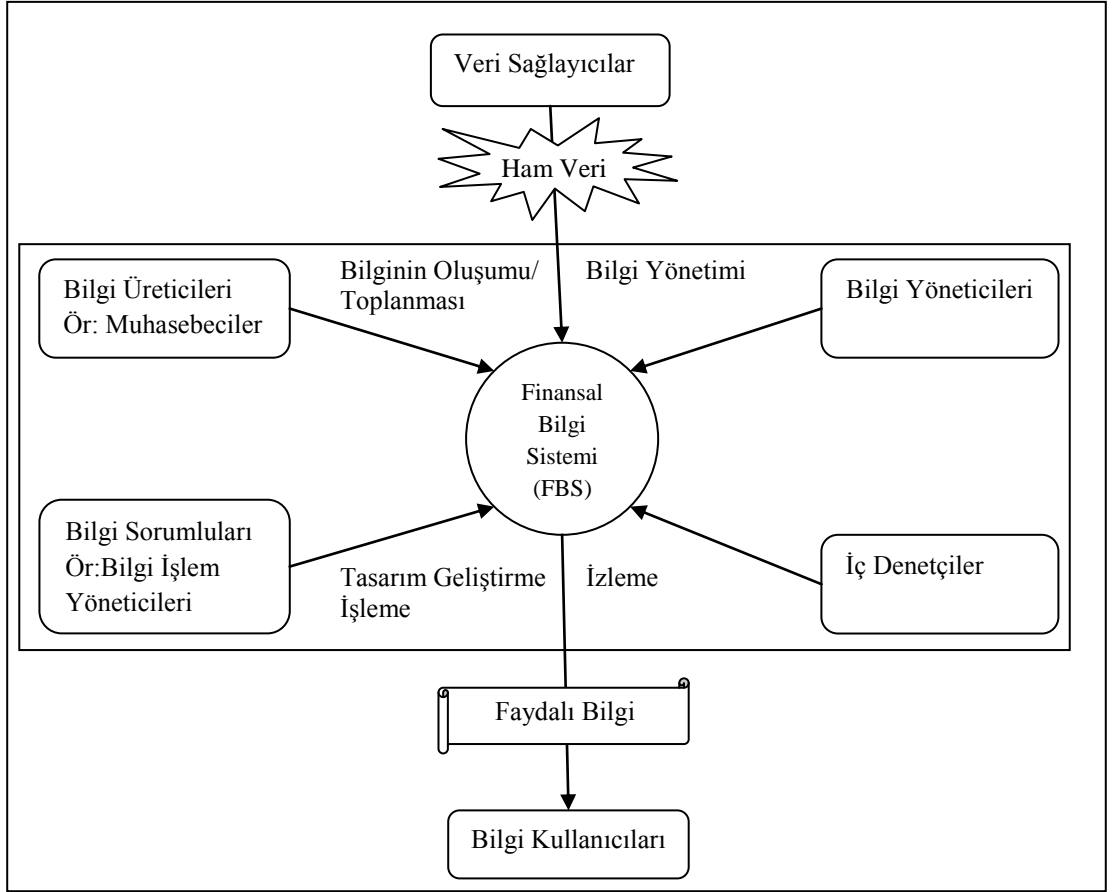 Veri Sağlayıcılar
Ham Veri
Bilgi Üreticileri
Ör: Muhasebeciler
Bilginin Oluşumu/
Toplanması
Bilgi Yönetimi
Bilgi Yöneticileri
Finansal
Bilgi
Sistemi
(FBS)
Bilgi Sorumluları
Ör:Bilgi İşlem
Yöneticileri
Tasarım Geliştirme
İşleme
İzleme
İç Denetçiler
Faydalı Bilgi
Bilgi Kullanıcıları